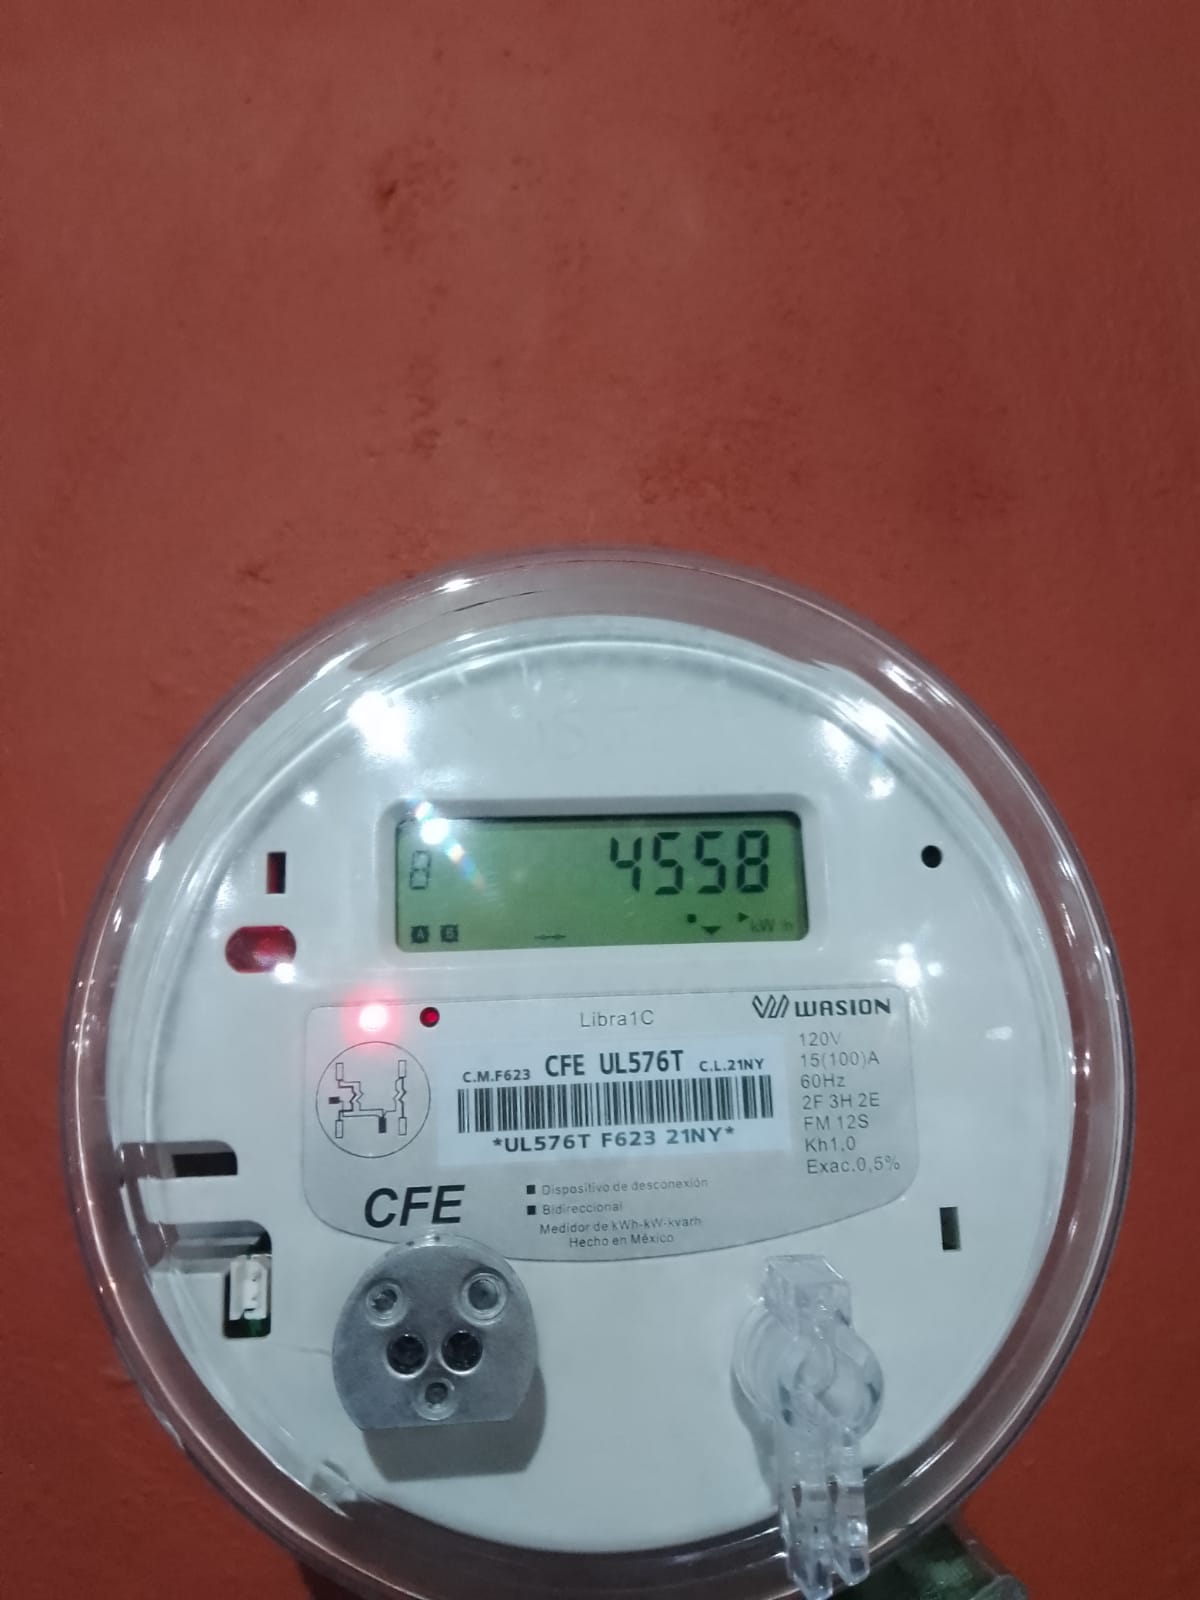 8 4558
A B kW h
Libra1C
WASION
C.M.F623 CFE UL576T C.L.21NY
*UL576T F623 21NY*
120V
15(100)A
60Hz
2F 3H 2E
FM 12S
Kh1,0
Exac.0,5%
CFE
Dispositivo de desconexión
Bidireccional
Medidor de kWh-kW-kvarh
Hecho en México